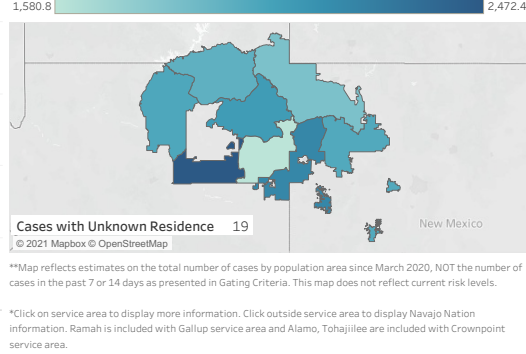 1,580.8 2,472.4
Cases with Unknown Residence 19
New Mexico
© 2021 Mapbox © OpenStreetMap
**Map reflects estimates on the total number of cases by population area since March 2020, NOT the number of
cases in the past 7 or 14 days as presented in Gating Criteria. This map does not reflect current risk levels.
*Click on service area to display more information. Click outside service area to display Navajo Nation
information. Ramah is included with Gallup service area and Alamo, Tohajiilee are included with Crownpoint
service area.